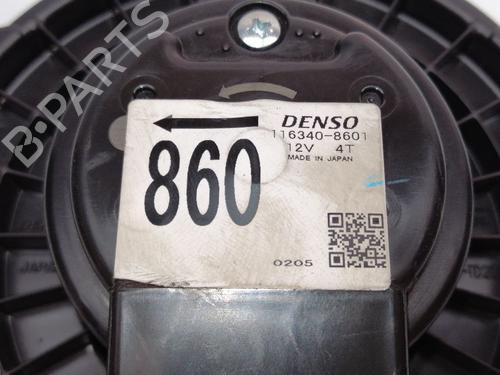 B-PARTS
DENSO
116340-8601
12V 4T
MADE IN JAPAN
860
0205